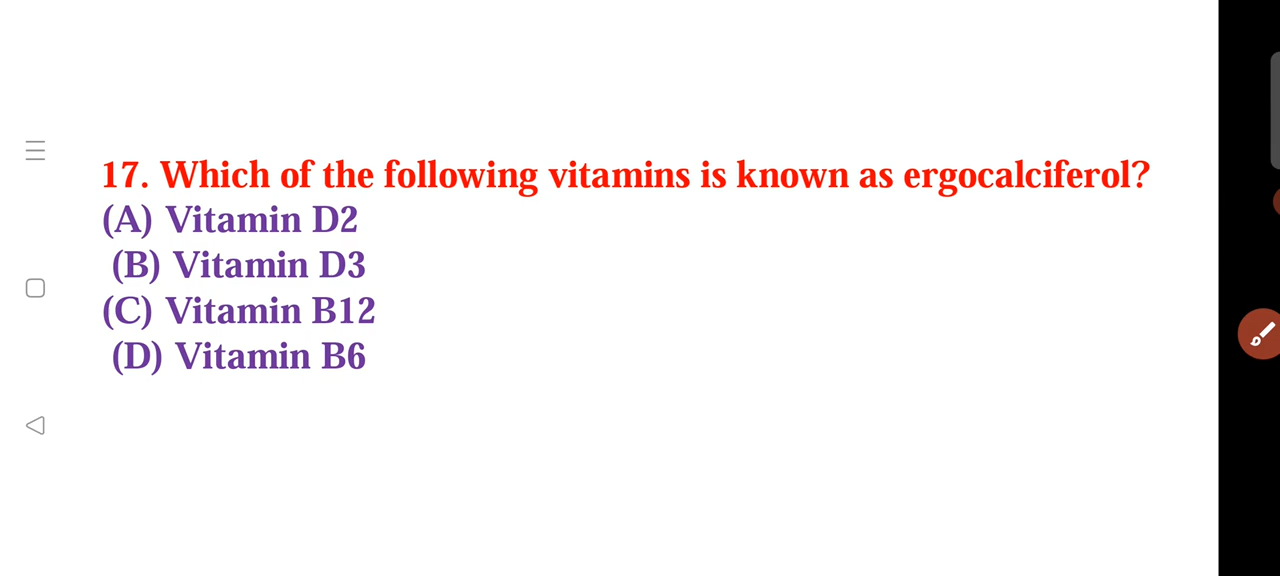 17. Which of the following vitamins is known as ergocalciferol?
(A) Vitamin D2
(B) Vitamin D3
(C) Vitamin B12
(D) Vitamin B6